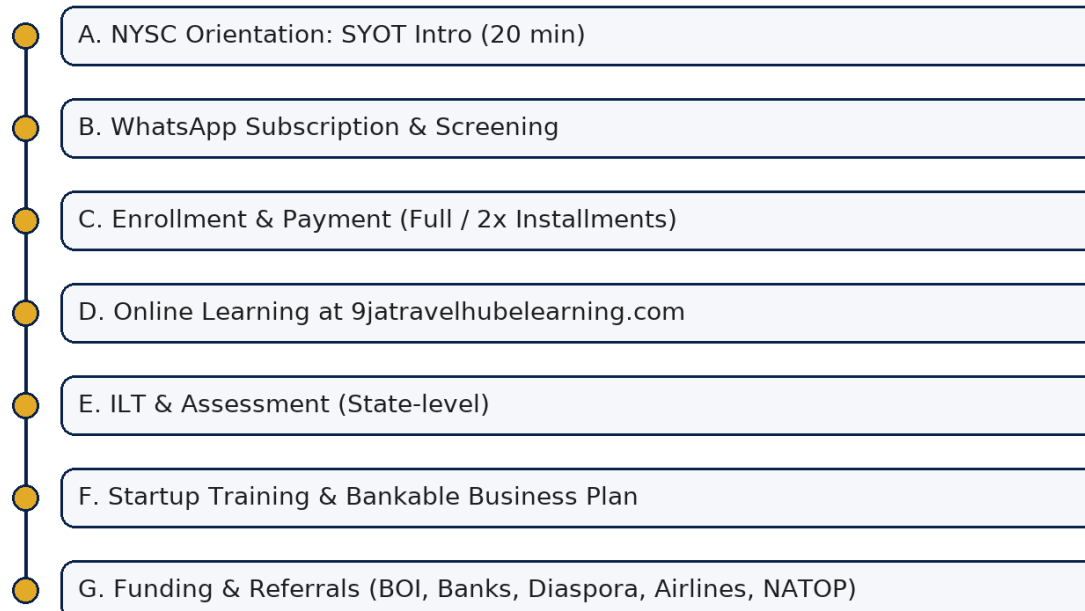 A. NYSC Orientation: SYOT Intro (20 min)
B. WhatsApp Subscription & Screening
C. Enrollment & Payment (Full / 2x Installments)
D. Online Learning at 9jatravelhubelearning.com
E. ILT & Assessment (State-level)
F. Startup Training & Bankable Business Plan
G. Funding & Referrals (BOI, Banks, Diaspora, Airlines, NATOP)